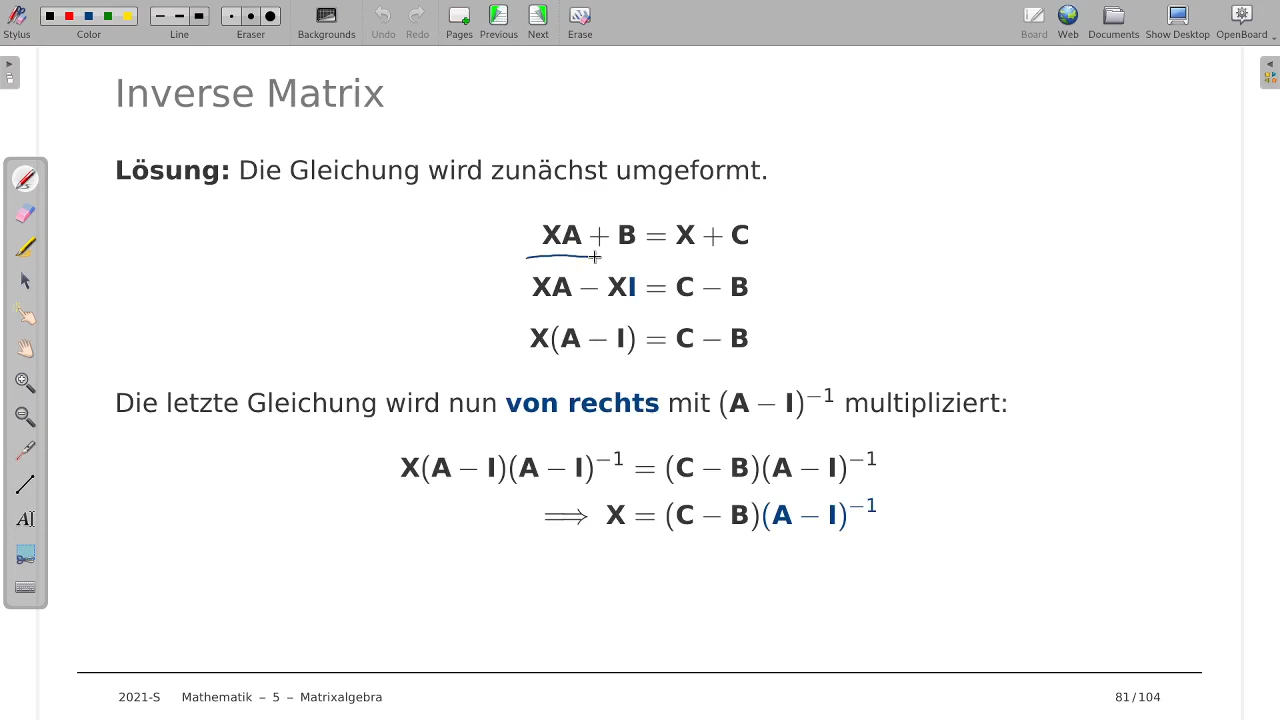 Stylus Color Line Eraser Backgrounds Undo Redo Pages Previous Next Erase Board Web Documents Show Desktop OpenBoard
Inverse Matrix
Lösung: Die Gleichung wird zunächst umgeformt.
XA + B = X + C
XA − XI = C − B
X(A − I) = C − B
Die letzte Gleichung wird nun von rechts mit (A − I)⁻¹ multipliziert:
X(A − I)(A − I)⁻¹ = (C − B)(A − I)⁻¹
⟹ X = (C − B)(A − I)⁻¹
AI
2021-S Mathematik – 5 – Matrixalgebra 81/104